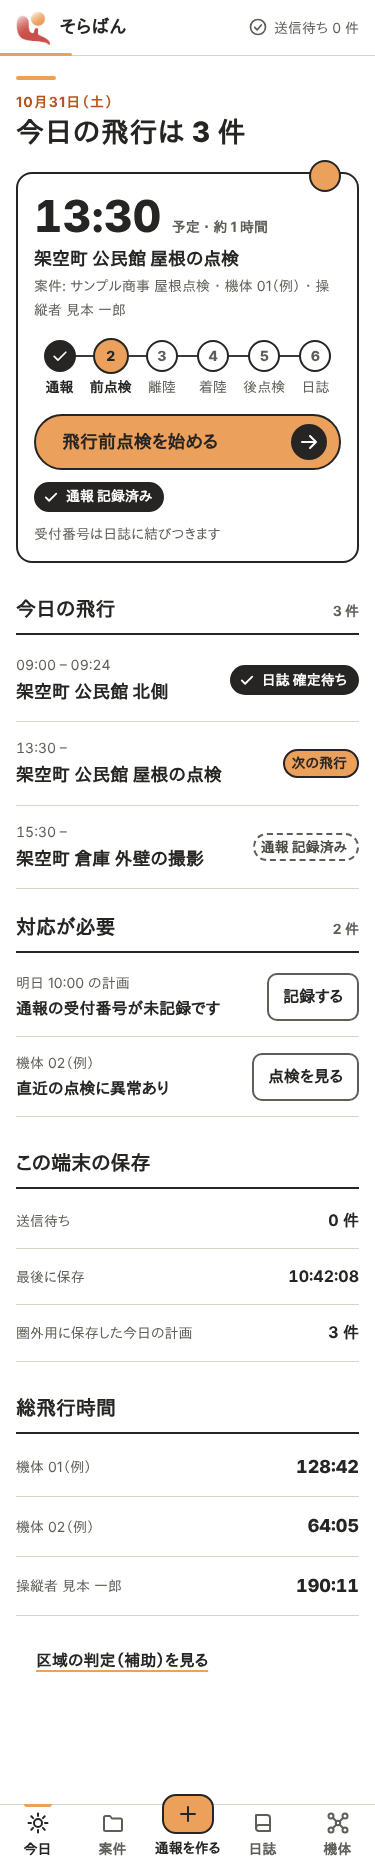 そらばん
送信待ち 0 件
10月31日(土)
今日の飛行は 3 件
13:30 予定・約1時間
架空町 公民館 屋根の点検
案件: サンプル商事 屋根点検・機体 01(例)・操
縦者 見本 一郎
2 3 4 5 6
通報 前点検 離陸 着陸 後点検 日誌
飛行前点検を始める
通報 記録済み
受付番号は日誌に結びつきます
今日の飛行 3 件
09:00 – 09:24
架空町 公民館 北側
日誌 確定待ち
13:30 –
架空町 公民館 屋根の点検
次の飛行
15:30 –
架空町 倉庫 外壁の撮影
通報 記録済み
対応が必要 2 件
明日 10:00 の計画
通報の受付番号が未記録です
記録する
機体 02(例)
直近の点検に異常あり
点検を見る
この端末の保存
送信待ち 0 件
最後に保存 10:42:08
圏外用に保存した今日の計画 3 件
総飛行時間
機体 01(例) 128:42
機体 02(例) 64:05
操縦者 見本 一郎 190:11
区域の判定(補助)を見る
今日 案件 通報を作る 日誌 機体